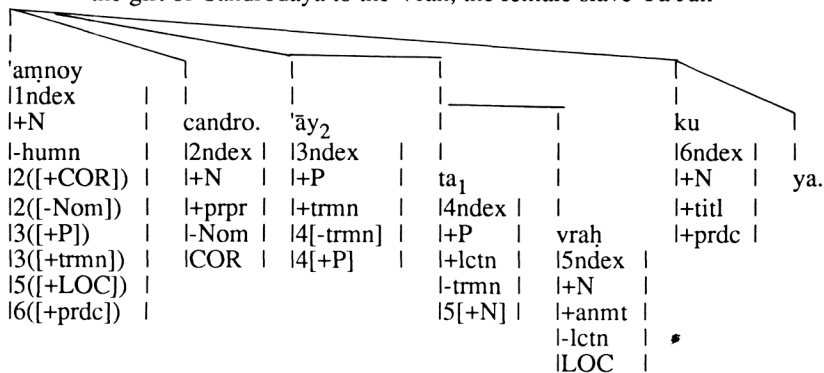 the gift of Candrodaya to the Vraḥ, the female slave
'aṃnoy
|1ndex |
|+N | candro. 'āy₂ ku
|-humn | |2ndex | |3ndex | |6ndex |
|2([+COR]) | |+N | |+P | ta₁ |+N | ya.
|2([-Nom]) | |+prpr | |+trmn | |4ndex | |+titl |
|3([+P]) | |-Nom | |4[-trmn] | |+P | vraḥ |+prdc |
|3([+trmn]) | |COR | |4[+P] | |+lctn | |5ndex |
|5([+LOC]) | |-trmn | |+N |
|6([+prdc]) | |5[+N] | |+anmt |
|-lctn |
|LOC |